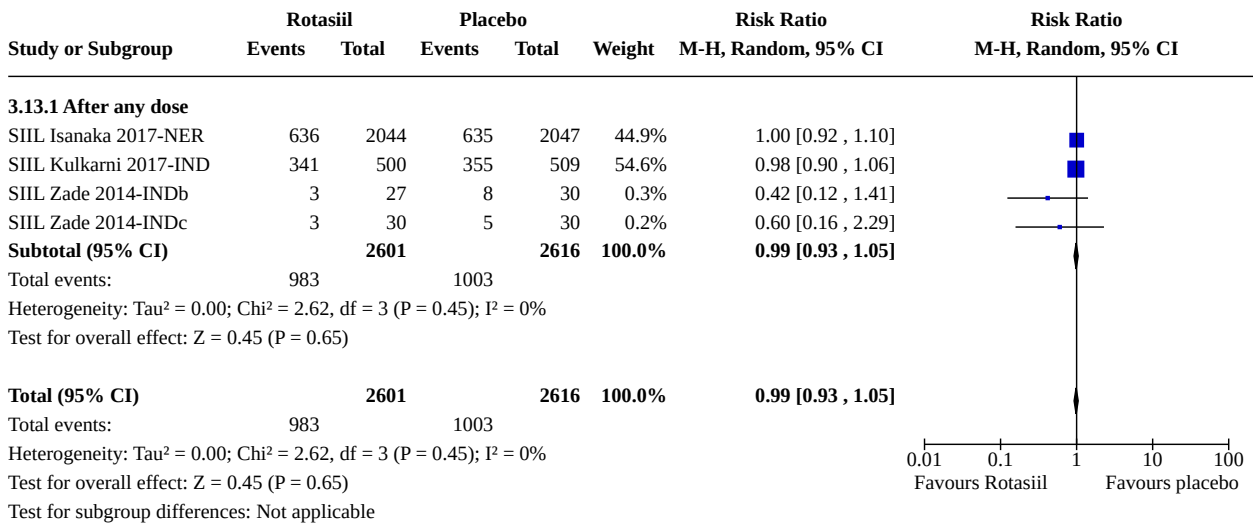 Rotasiil Placebo Risk Ratio Risk Ratio
Study or Subgroup Events Total Events Total Weight M-H, Random, 95% CI M-H, Random, 95% CI
3.13.1 After any dose
SIIL Isanaka 2017-NER 636 2044 635 2047 44.9% 1.00 [0.92 , 1.10]
SIIL Kulkarni 2017-IND 341 500 355 509 54.6% 0.98 [0.90 , 1.06]
SIIL Zade 2014-INDb 3 27 8 30 0.3% 0.42 [0.12 , 1.41]
SIIL Zade 2014-INDc 3 30 5 30 0.2% 0.60 [0.16 , 2.29]
Subtotal (95% CI) 2601 2616 100.0% 0.99 [0.93 , 1.05]
Total events: 983 1003
Heterogeneity: Tau² = 0.00; Chi² = 2.62, df = 3 (P = 0.45); I² = 0%
Test for overall effect: Z = 0.45 (P = 0.65)
Total (95% CI) 2601 2616 100.0% 0.99 [0.93 , 1.05]
Total events: 983 1003
Heterogeneity: Tau² = 0.00; Chi² = 2.62, df = 3 (P = 0.45); I² = 0%
0.01 0.1 1 10 100
Test for overall effect: Z = 0.45 (P = 0.65) Favours Rotasiil Favours placebo
Test for subgroup differences: Not applicable